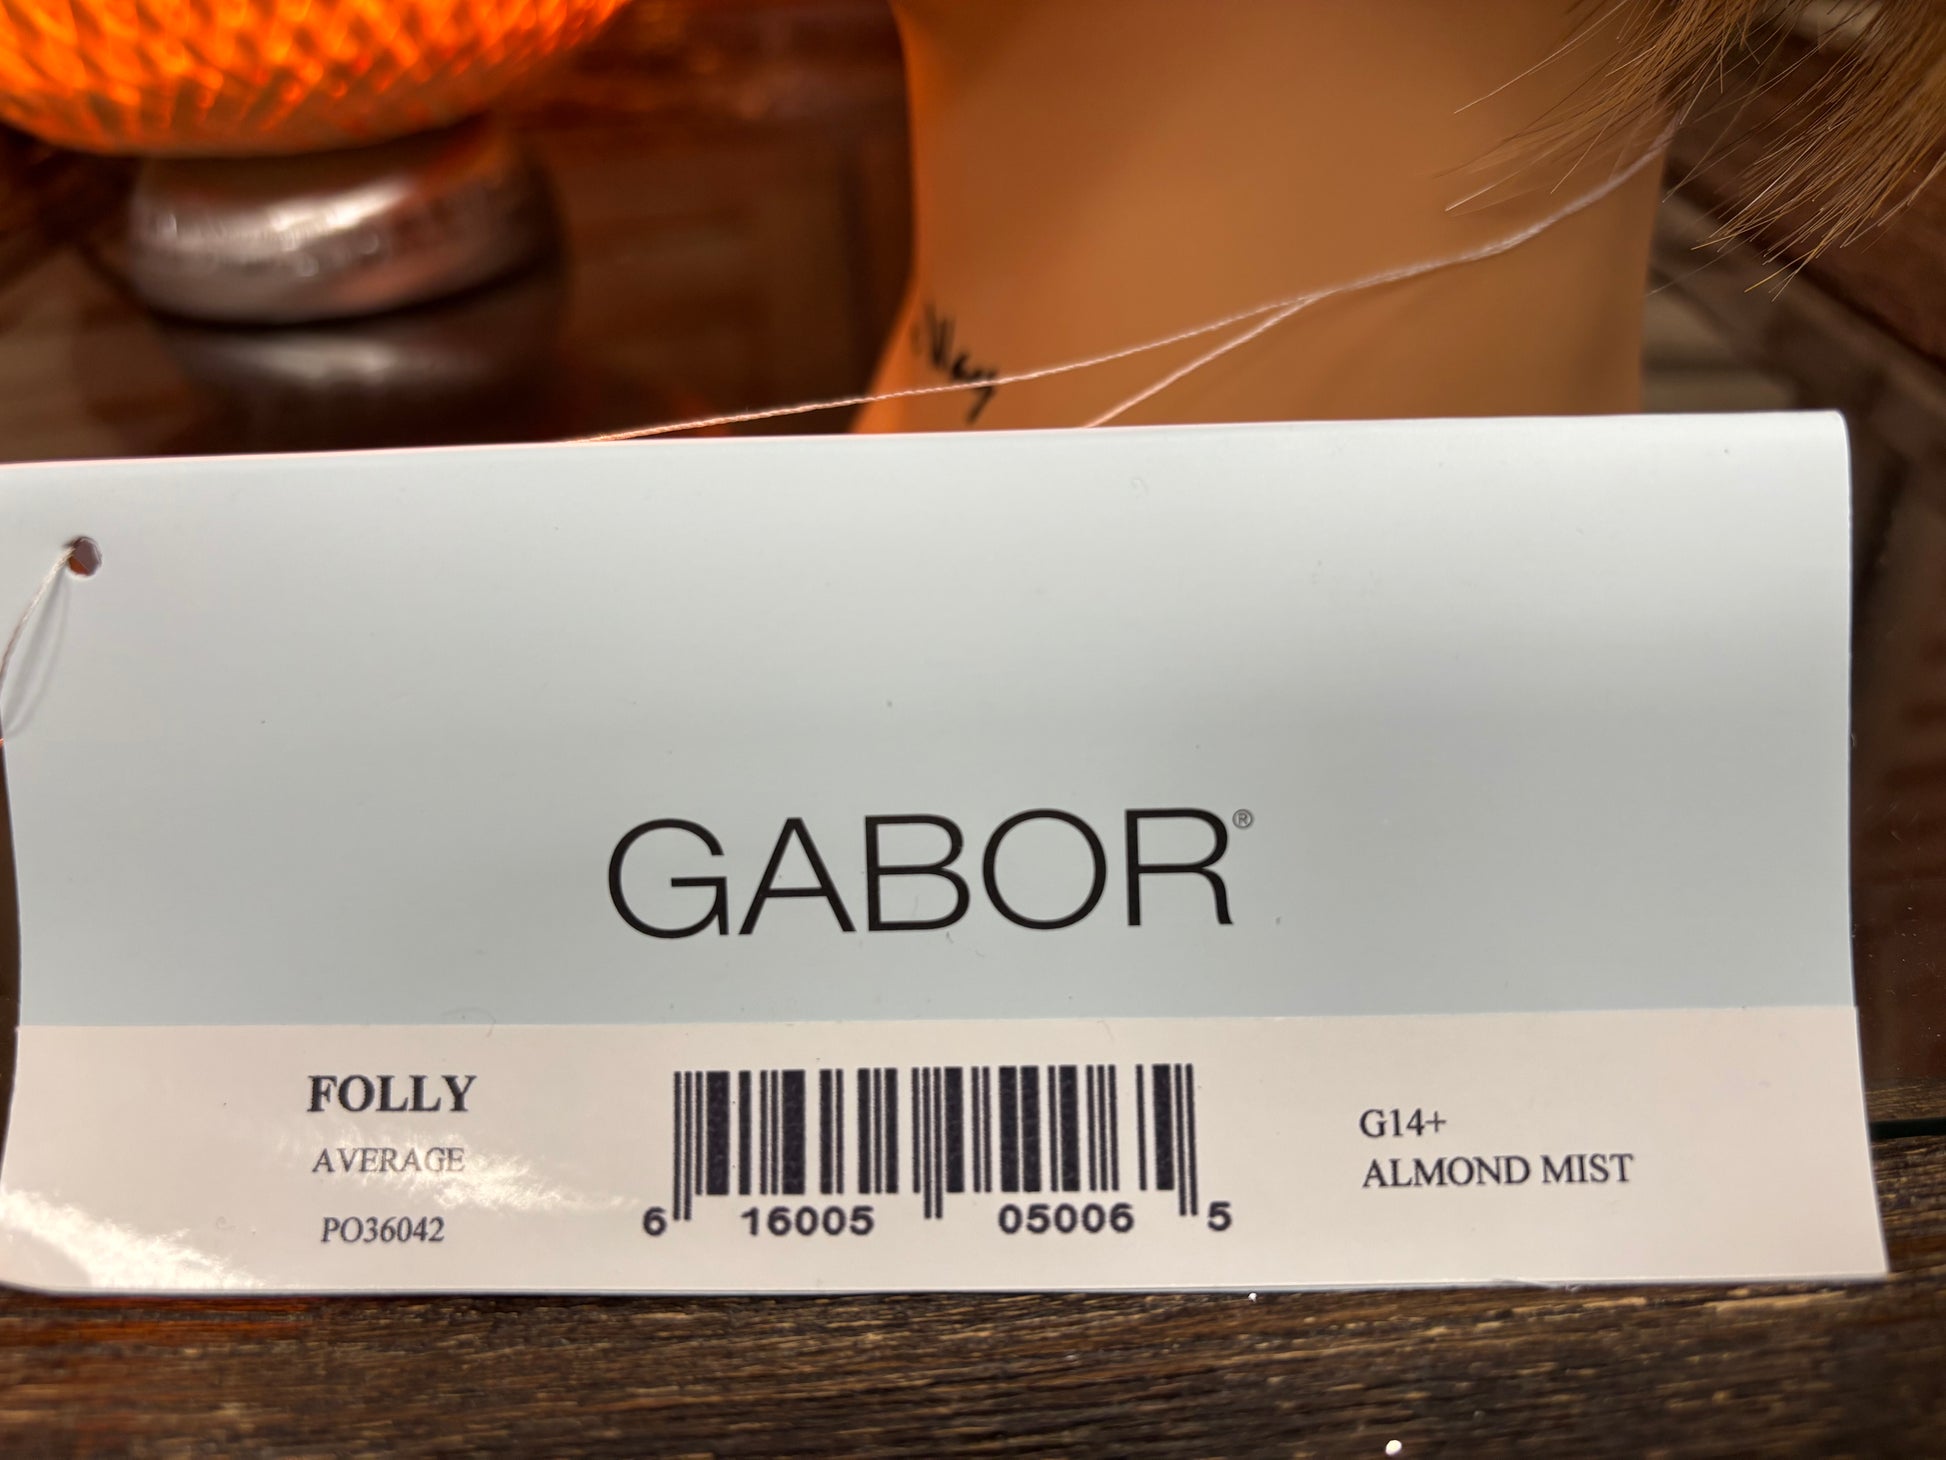 GABOR®
FOLLY
AVERAGE
PO36042
6 16005 05006 5
G14+
ALMOND MIST